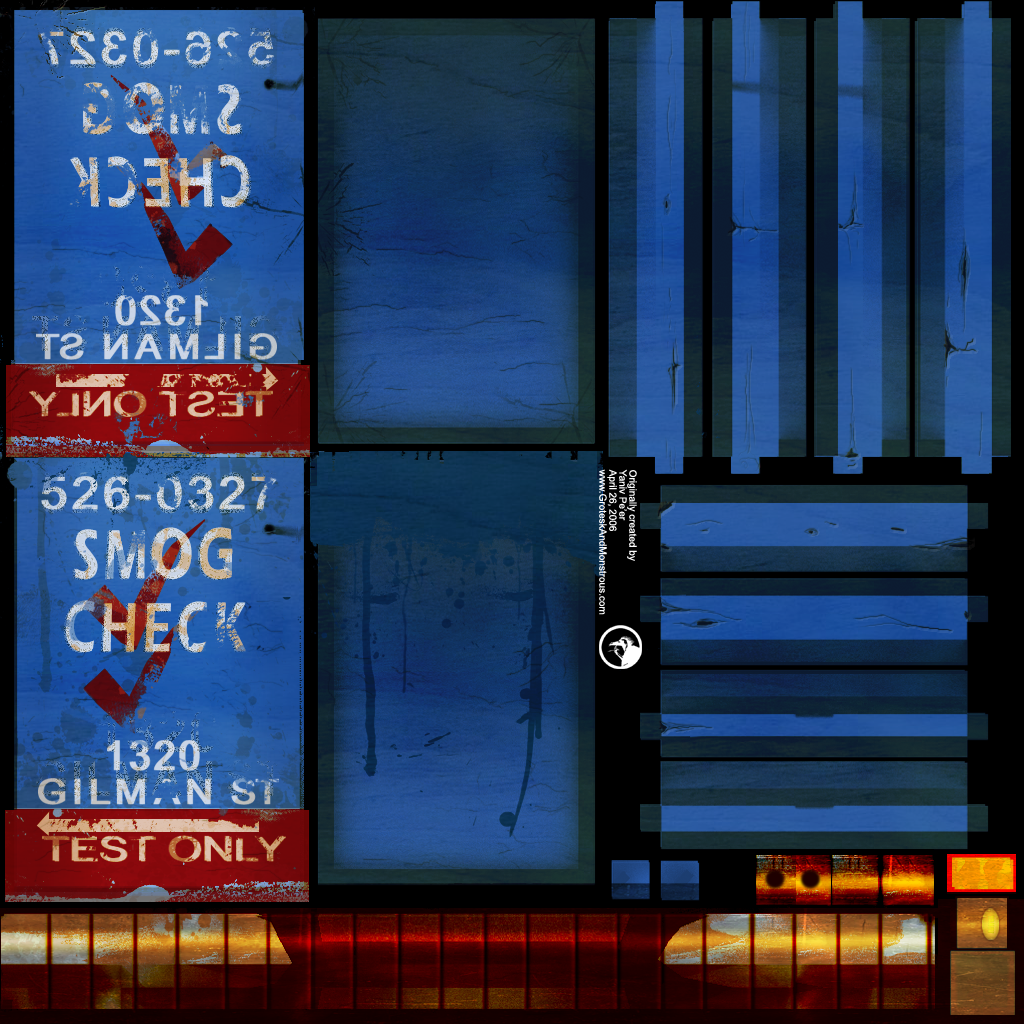 526-0327
SMOG
CHECK
1320
GILMAN ST
TEST ONLY
526-0327
SMOG
CHECK
1320
GILMAN ST
TEST ONLY
Originally created by
Yaniv Pe'er
April 26, 2006
www.GroteskAndMonstrous.com